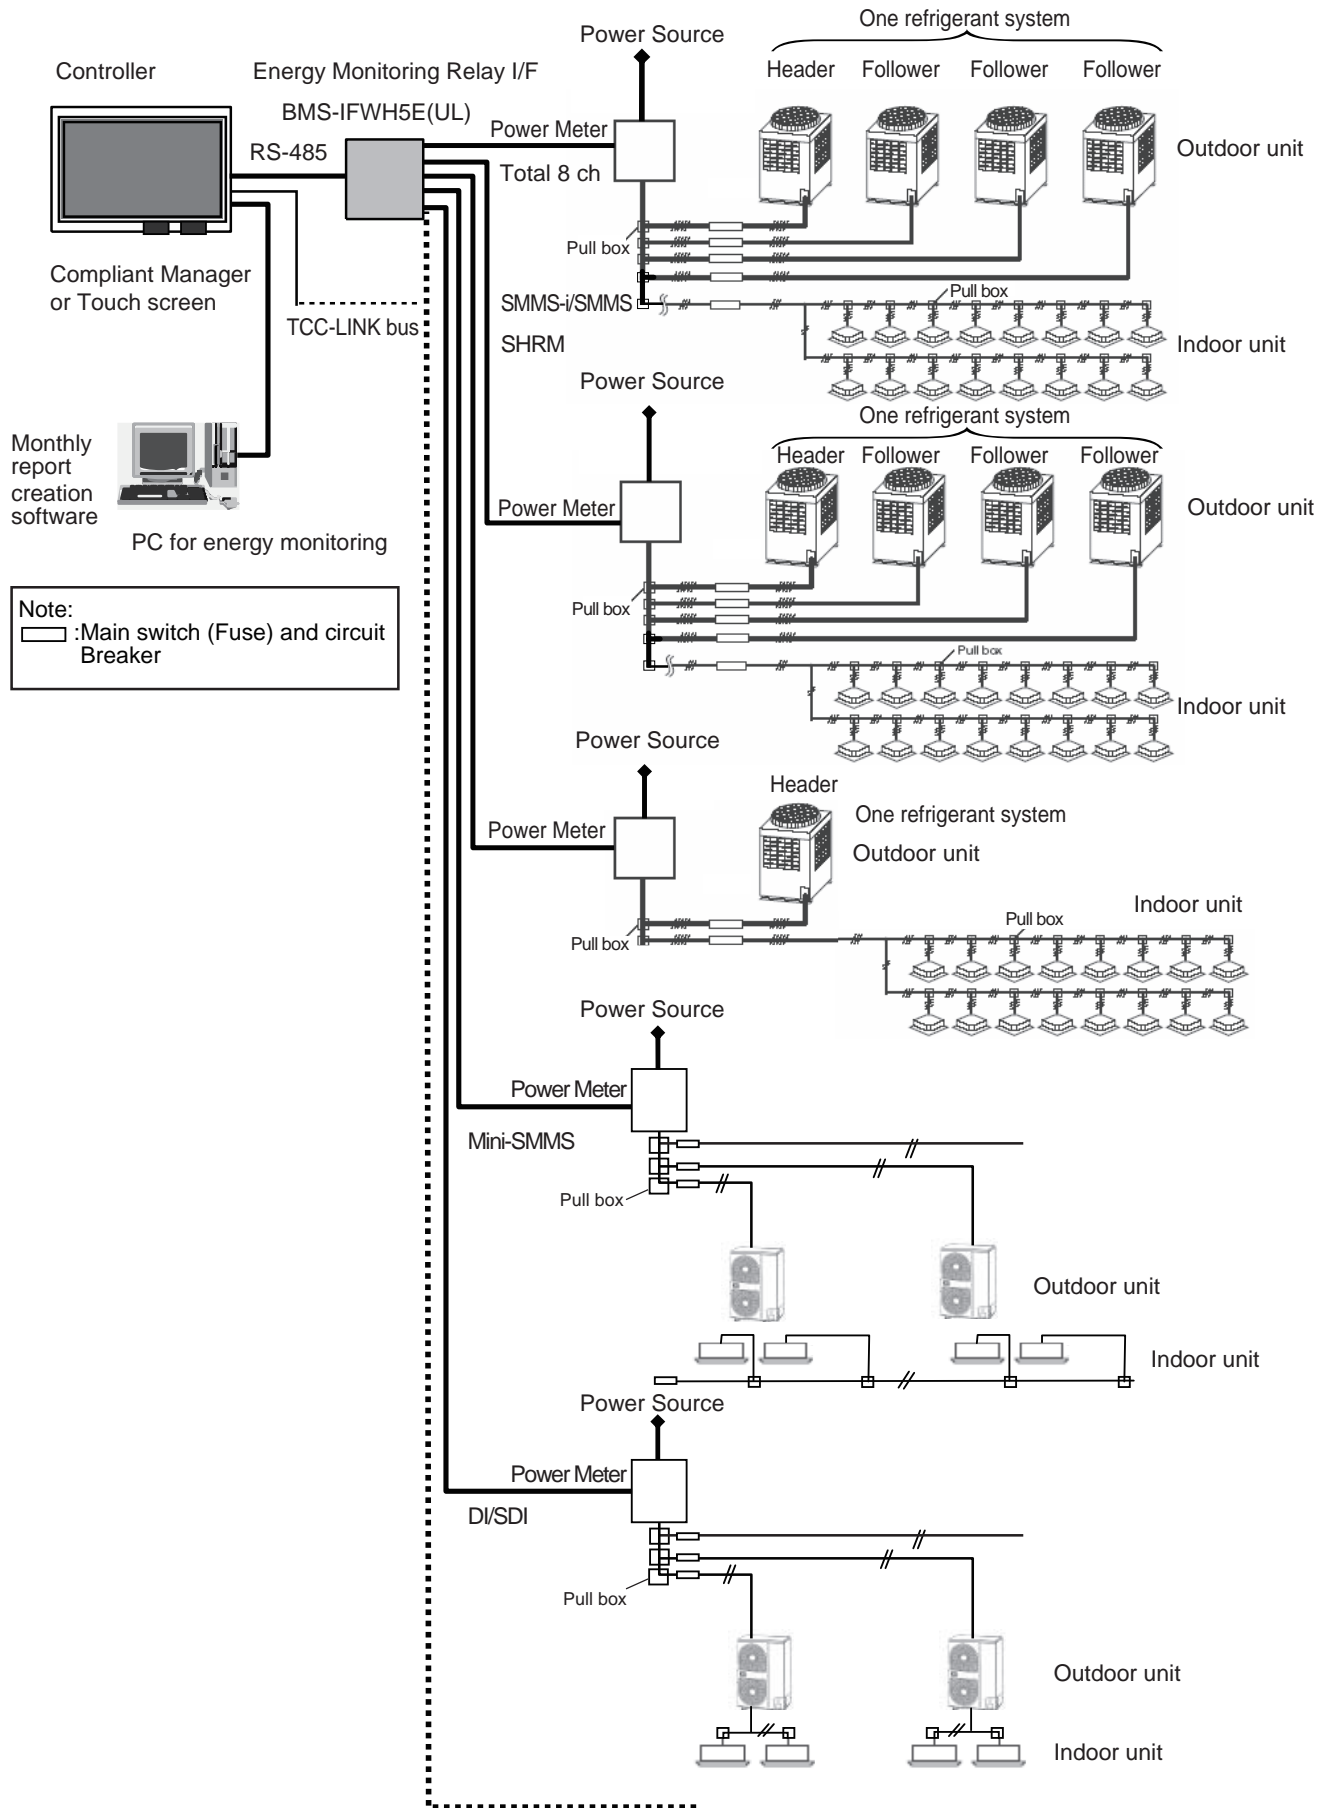 One refrigerant system
Power Source
Controller
Energy Monitoring Relay I/F
Header
Follower
Follower
Follower
BMS-IFWH5E(UL)
Power Meter
RS-485
Total 8 ch
Outdoor unit
Pull box
Compliant Manager
or Touch screen
SMMS-i/SMMS
Pull box
TCC-LINK bus
SHRM
Indoor unit
Power Source
One refrigerant system
Monthly
report
creation
software
Header
Follower
Follower
Follower
Power Meter
Outdoor unit
PC for energy monitoring
Note:
:Main switch (Fuse) and circuit
Breaker
Pull box
Pull box
Indoor unit
Power Source
Header
One refrigerant system
Power Meter
Outdoor unit
Indoor unit
Pull box
Pull box
Power Source
Power Meter
Mini-SMMS
Pull box
Outdoor unit
Indoor unit
Power Source
Power Meter
DI/SDI
Pull box
Outdoor unit
Indoor unit